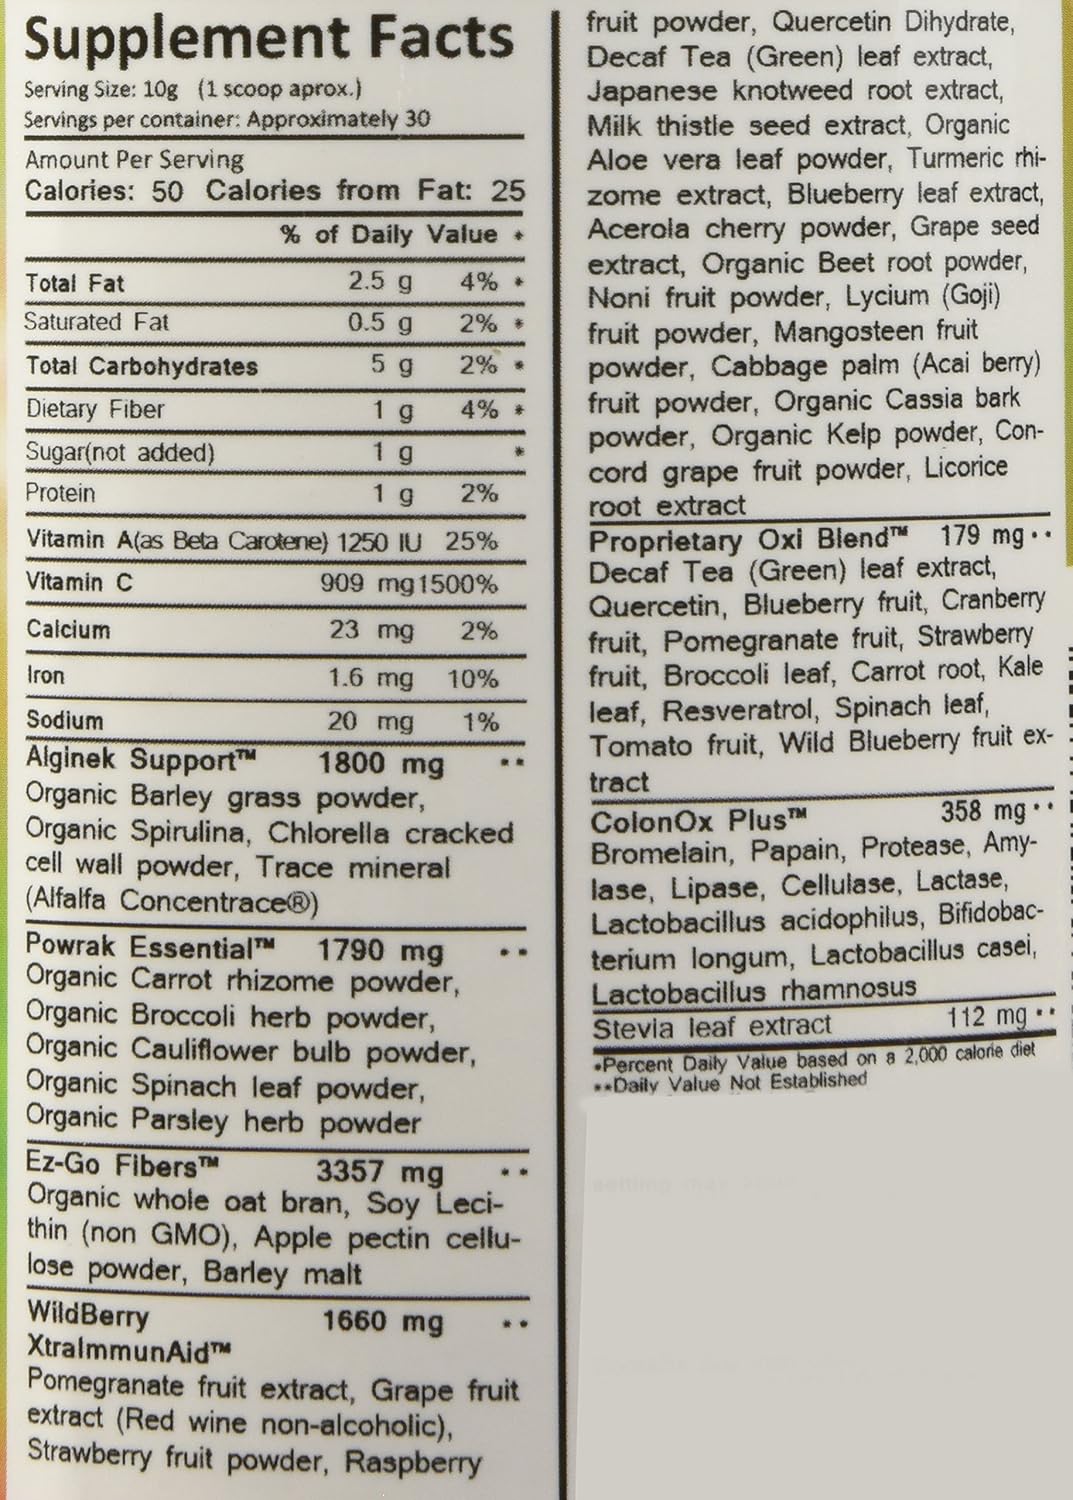 Supplement Facts
Serving Size: 10g (1 scoop aprox.)
Servings per container: Approximately 30
Amount Per Serving
Calories: 50 Calories from Fat: 25
% of Daily Value *
Total Fat 2.5 g 4% *
Saturated Fat 0.5 g 2% *
Total Carbohydrates 5 g 2% *
Dietary Fiber 1 g 4% *
Sugar(not added) 1 g *
Protein 1 g 2%
Vitamin A(as Beta Carotene) 1250 IU 25%
Vitamin C 909 mg 1500%
Calcium 23 mg 2%
Iron 1.6 mg 10%
Sodium 20 mg 1%
Alginek Support™ 1800 mg **
Organic Barley grass powder,
Organic Spirulina, Chlorella cracked
cell wall powder, Trace mineral
(Alfalfa Concentrace®)
Powrak Essential™ 1790 mg **
Organic Carrot rhizome powder,
Organic Broccoli herb powder,
Organic Cauliflower bulb powder,
Organic Spinach leaf powder,
Organic Parsley herb powder
Ez-Go Fibers™ 3357 mg **
Organic whole oat bran, Soy Leci-
thin (non GMO), Apple pectin cellu-
lose powder, Barley malt
WildBerry 1660 mg **
XtraImmunAid™
Pomegranate fruit extract, Grape fruit
extract (Red wine non-alcoholic),
Strawberry fruit powder, Raspberry
fruit powder, Quercetin Dihydrate,
Decaf Tea (Green) leaf extract,
Japanese knotweed root extract,
Milk thistle seed extract, Organic
Aloe vera leaf powder, Turmeric rhi-
zome extract, Blueberry leaf extract,
Acerola cherry powder, Grape seed
extract, Organic Beet root powder,
Noni fruit powder, Lycium (Goji)
fruit powder, Mangosteen fruit
powder, Cabbage palm (Acai berry)
fruit powder, Organic Cassia bark
powder, Organic Kelp powder, Con-
cord grape fruit powder, Licorice
root extract
Proprietary Oxi Blend™ 179 mg **
Decaf Tea (Green) leaf extract,
Quercetin, Blueberry fruit, Cranberry
fruit, Pomegranate fruit, Strawberry
fruit, Broccoli leaf, Carrot root, Kale
leaf, Resveratrol, Spinach leaf,
Tomato fruit, Wild Blueberry fruit ex-
tract
ColonOx Plus™ 358 mg **
Bromelain, Papain, Protease, Amy-
lase, Lipase, Cellulase, Lactase,
Lactobacillus acidophilus, Bifidobac-
terium longum, Lactobacillus casei,
Lactobacillus rhamnosus
Stevia leaf extract 112 mg **
*Percent Daily Value based on a 2,000 calorie diet
**Daily Value Not Established